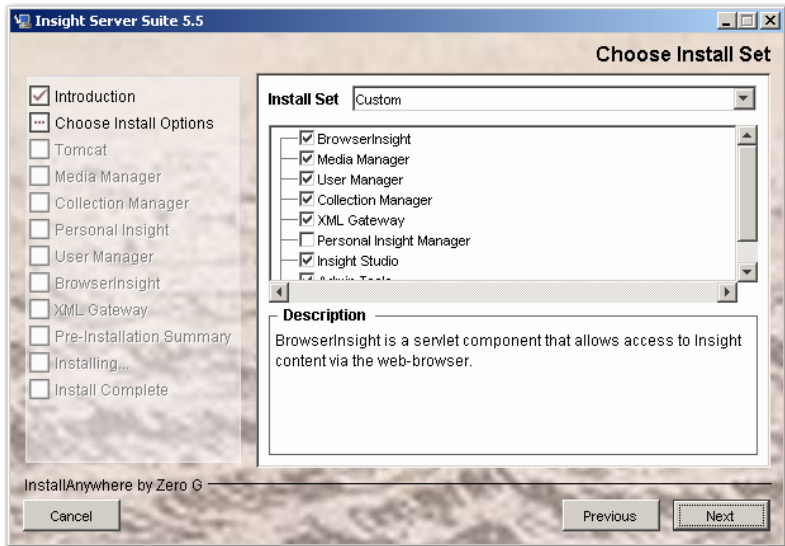 Insight Server Suite 5.5
Choose Install Set
Introduction
Choose Install Options
Tomcat
Media Manager
Collection Manager
Personal Insight
User Manager
BrowserInsight
XML Gateway
Pre-Installation Summary
Installing...
Install Complete
Install Set Custom
BrowserInsight
Media Manager
User Manager
Collection Manager
XML Gateway
Personal Insight Manager
Insight Studio
Admin Tools
Description
BrowserInsight is a servlet component that allows access to Insight
content via the web-browser.
InstallAnywhere by Zero G
Cancel
Previous
Next